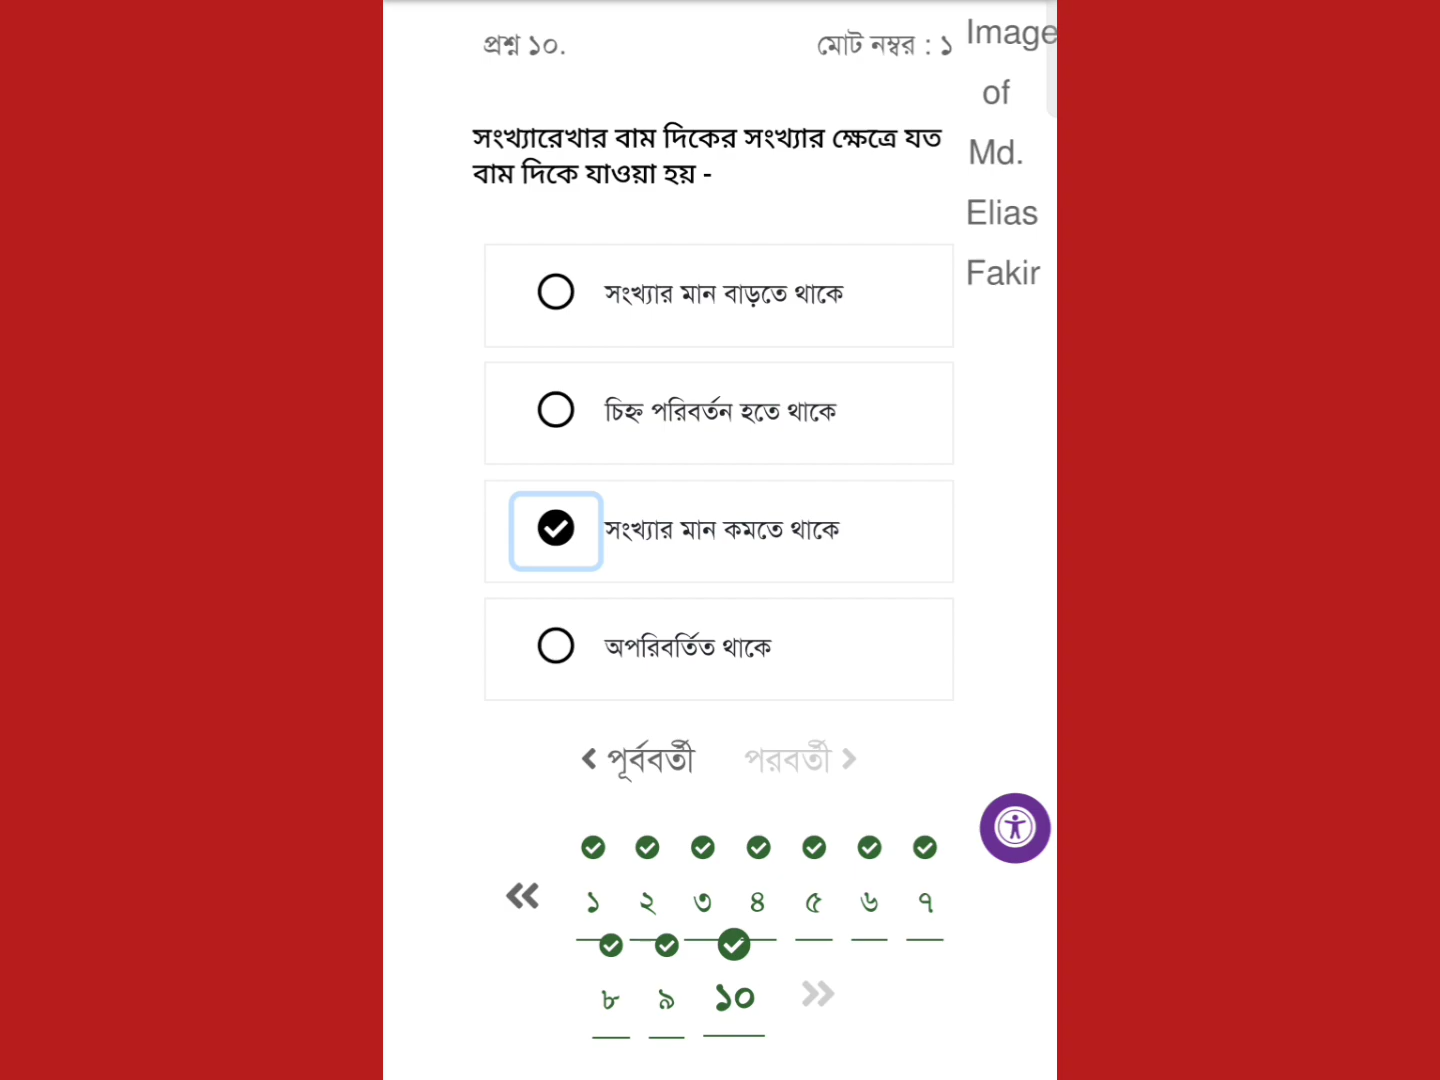 প্রশ্ন ১০.
মোট নম্বর : ১
Image
of
Md.
Elias
Fakir
সংখ্যারেখার বাম দিকের সংখ্যার ক্ষেত্রে যত
বাম দিকে যাওয়া হয় -
সংখ্যার মান বাড়তে থাকে
চিহ্ন পরিবর্তন হতে থাকে
সংখ্যার মান কমতে থাকে
অপরিবর্তিত থাকে
পূর্ববর্তী
পরবর্তী
১ ২ ৩ ৪ ৫ ৬ ৭
৮ ৯ ১০